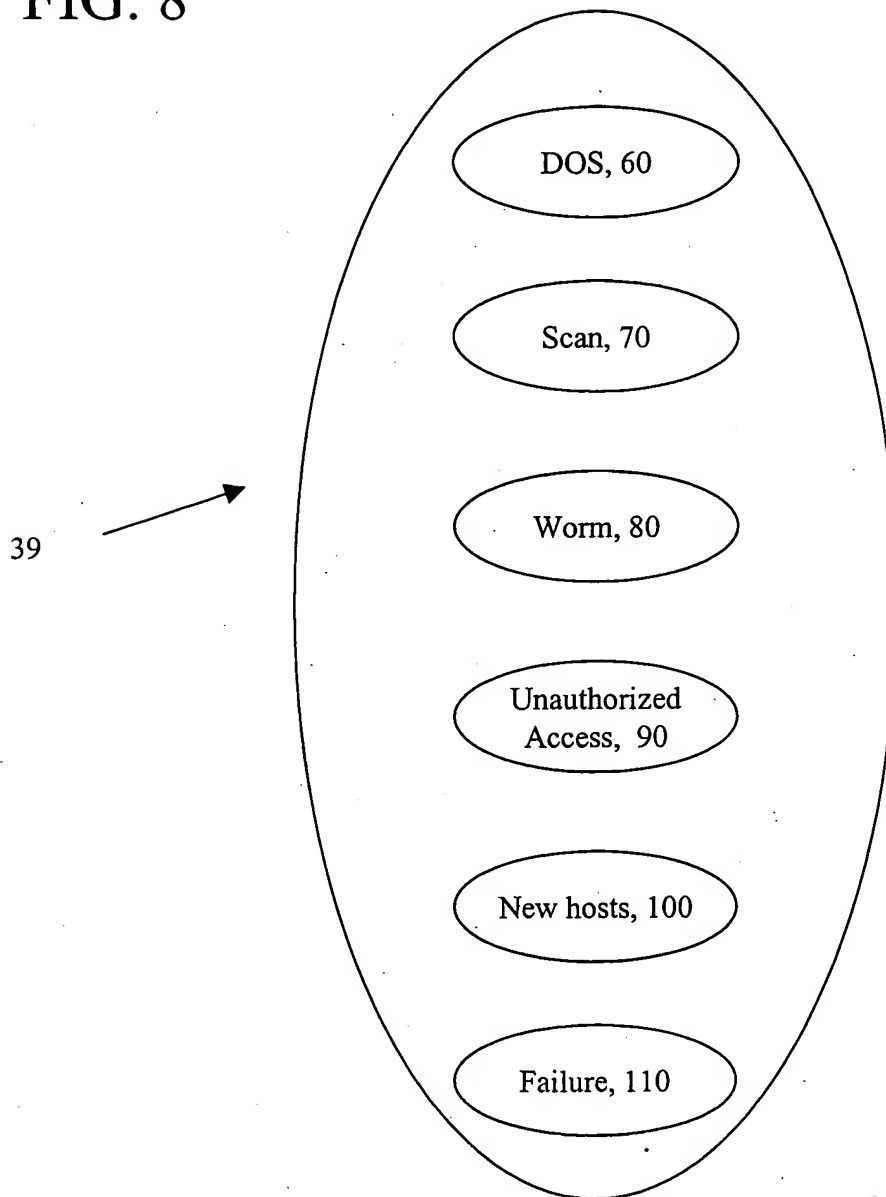 FIG. 8
DOS, 60
Scan, 70
39
Worm, 80
Unauthorized
Access, 90
New hosts, 100
Failure, 110